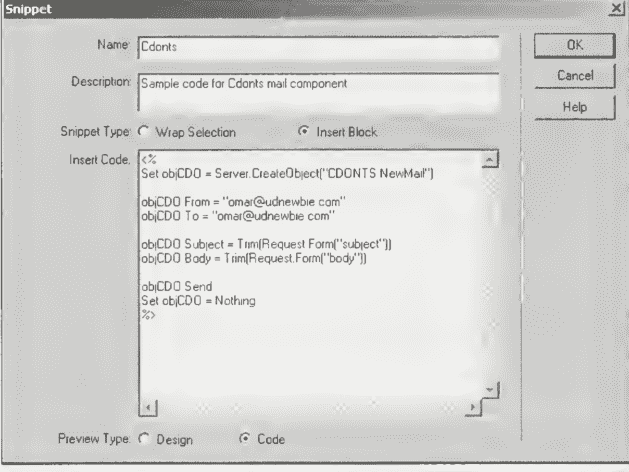 Snippet
Name: Cdonts
OK
Description: Sample code for Cdonts mail component
Cancel
Help
Snippet Type: Wrap Selection Insert Block
Insert Code.
<%
Set objCDO = Server.CreateObject("CDONTS NewMail")
objCDO From = "omar@udnewbie com"
objCDO To = "omar@udnewbie com"
objCDO Subject = Trim(Request Form("subject"))
objCDO Body = Trim(Request.Form("body"))
objCDO Send
Set objCDO = Nothing
%>
Preview Type: Design Code